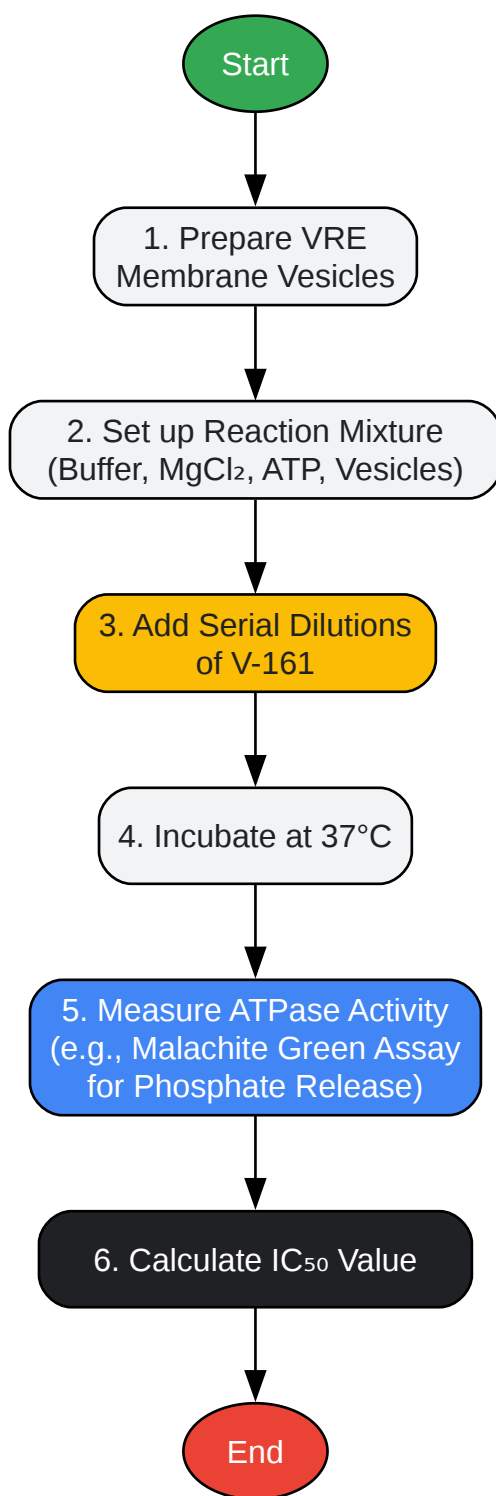 Start
1. Prepare VRE
Membrane Vesicles
2. Set up Reaction Mixture
(Buffer, MgCl₂, ATP, Vesicles)
3. Add Serial Dilutions
of V-161
4. Incubate at 37°C
5. Measure ATPase Activity
(e.g., Malachite Green Assay
for Phosphate Release)
6. Calculate IC₅₀ Value
End